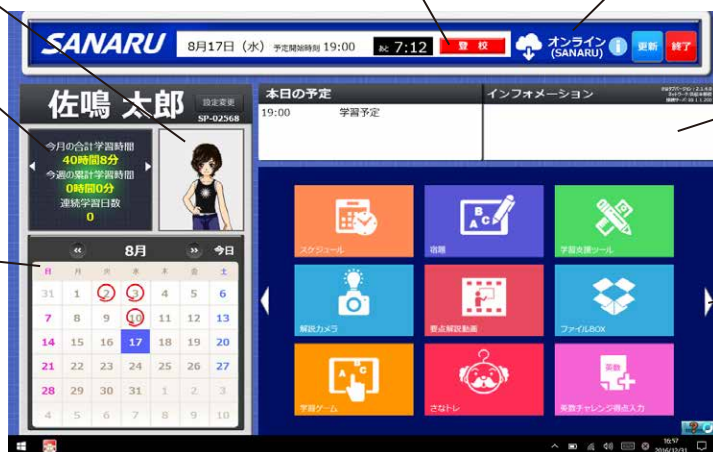 SANARU
8月17日（水） 予定開始時刻 19:00 あと 7:12 登校 オンライン (SANARU) 更新 終了
佐鳴 太郎 設定変更
SP-02568
今月の合計学習時間
40時間8分
今週の累計学習時間
0時間0分
連続学習日数
0
本日の予定 インフォメーション
19:00 学習予定
8月 今日
日 月 火 水 木 金 土
31 1 2 3 4 5 6
7 8 9 10 11 12 13
14 15 16 17 18 19 20
21 22 23 24 25 26 27
28 29 30 31 1 2 3
4 5 6 7 8 9 10
スケジュール 宿題 学習支援ツール
解説カメラ 要点解説動画 ファイルBOX
学習ゲーム さなトレ 英数チャレンジ得点入力
16:57
2016/12/31